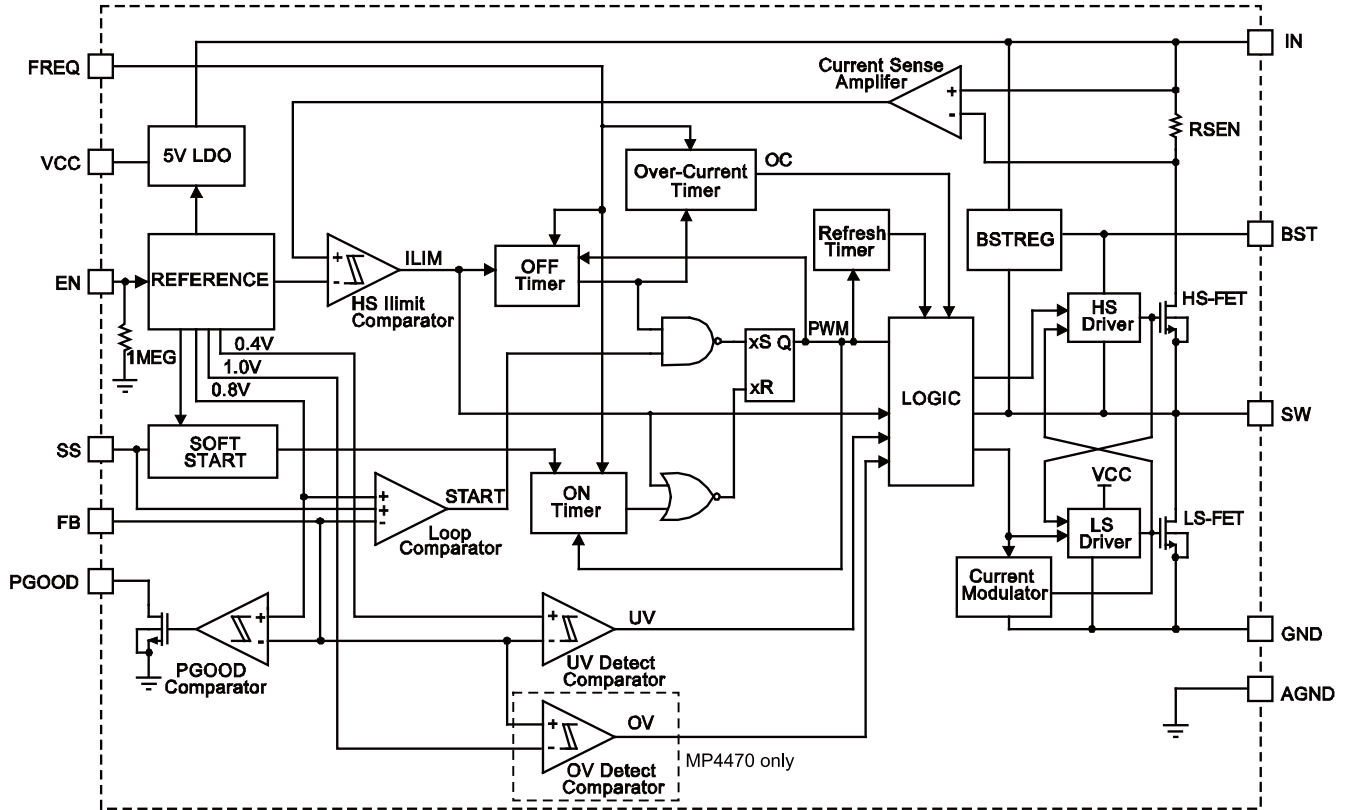 IN
FREQ
Current Sense
Amplifer
+
-
RSEN
5V LDO
VCC
Over-Current
Timer
OC
Refresh
Timer
BSTREG
BST
EN
REFERENCE
+
-
ILIM
HS Ilimit
Comparator
OFF
Timer
HS
Driver
HS-FET
1MEG
0.4V
1.0V
0.8V
xS Q
xR
PWM
LOGIC
SW
SS
SOFT
START
+
+
-
START
Loop
Comparator
ON
Timer
VCC
FB
LS
Driver
LS-FET
PGOOD
+
-
PGOOD
Comparator
+
-
UV
UV Detect
Comparator
Current
Modulator
GND
AGND
+
-
OV
OV Detect
Comparator
MP4470 only